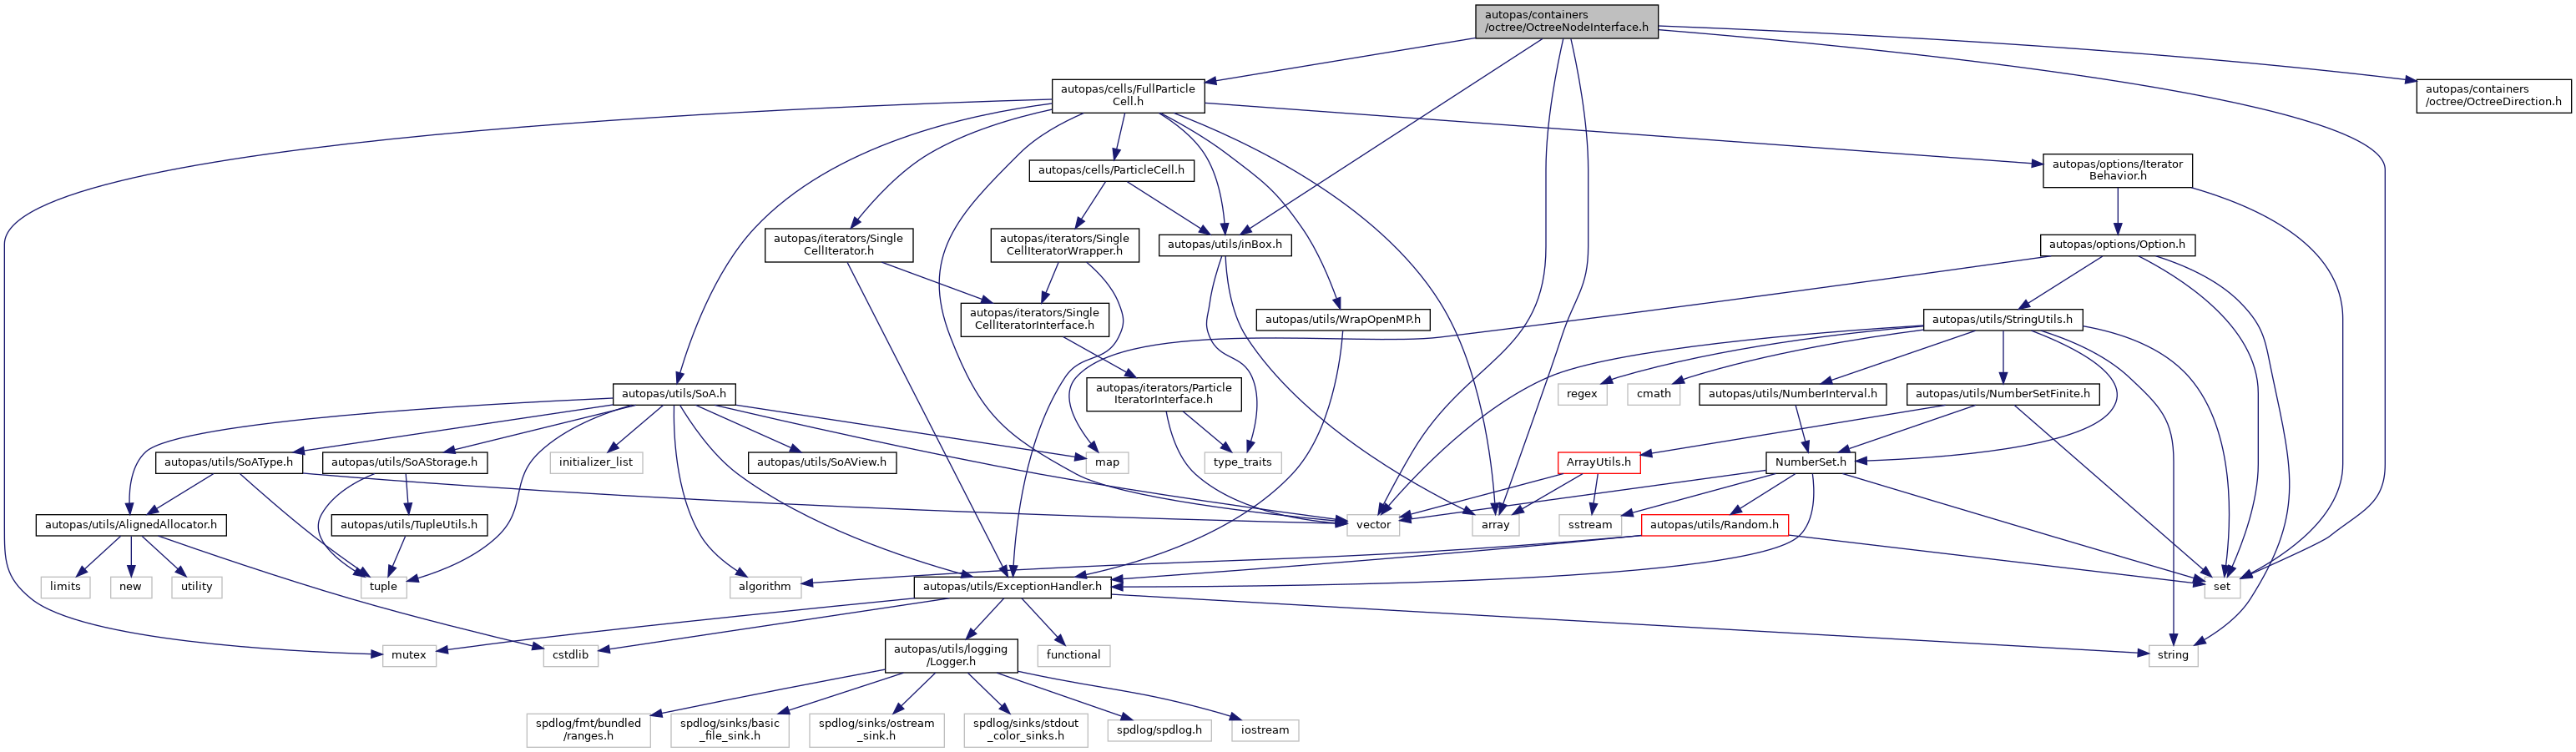 autopas/containers
/octree/OctreeNodeInterface.h
autopas/cells/FullParticle
Cell.h
autopas/containers
/octree/OctreeDirection.h
autopas/cells/ParticleCell.h
autopas/options/Iterator
Behavior.h
autopas/iterators/Single
CellIterator.h
autopas/iterators/Single
CellIteratorWrapper.h
autopas/utils/inBox.h
autopas/options/Option.h
autopas/iterators/Single
CellIteratorInterface.h
autopas/utils/WrapOpenMP.h
autopas/utils/StringUtils.h
autopas/utils/SoA.h
autopas/iterators/Particle
IteratorInterface.h
regex
cmath
autopas/utils/NumberInterval.h
autopas/utils/NumberSetFinite.h
autopas/utils/SoAType.h
autopas/utils/SoAStorage.h
initializer_list
autopas/utils/SoAView.h
map
type_traits
ArrayUtils.h
NumberSet.h
autopas/utils/AlignedAllocator.h
autopas/utils/TupleUtils.h
vector
array
sstream
autopas/utils/Random.h
limits
new
utility
tuple
algorithm
autopas/utils/ExceptionHandler.h
set
mutex
cstdlib
autopas/utils/logging
/Logger.h
functional
string
spdlog/fmt/bundled
/ranges.h
spdlog/sinks/basic
_file_sink.h
spdlog/sinks/ostream
_sink.h
spdlog/sinks/stdout
_color_sinks.h
spdlog/spdlog.h
iostream